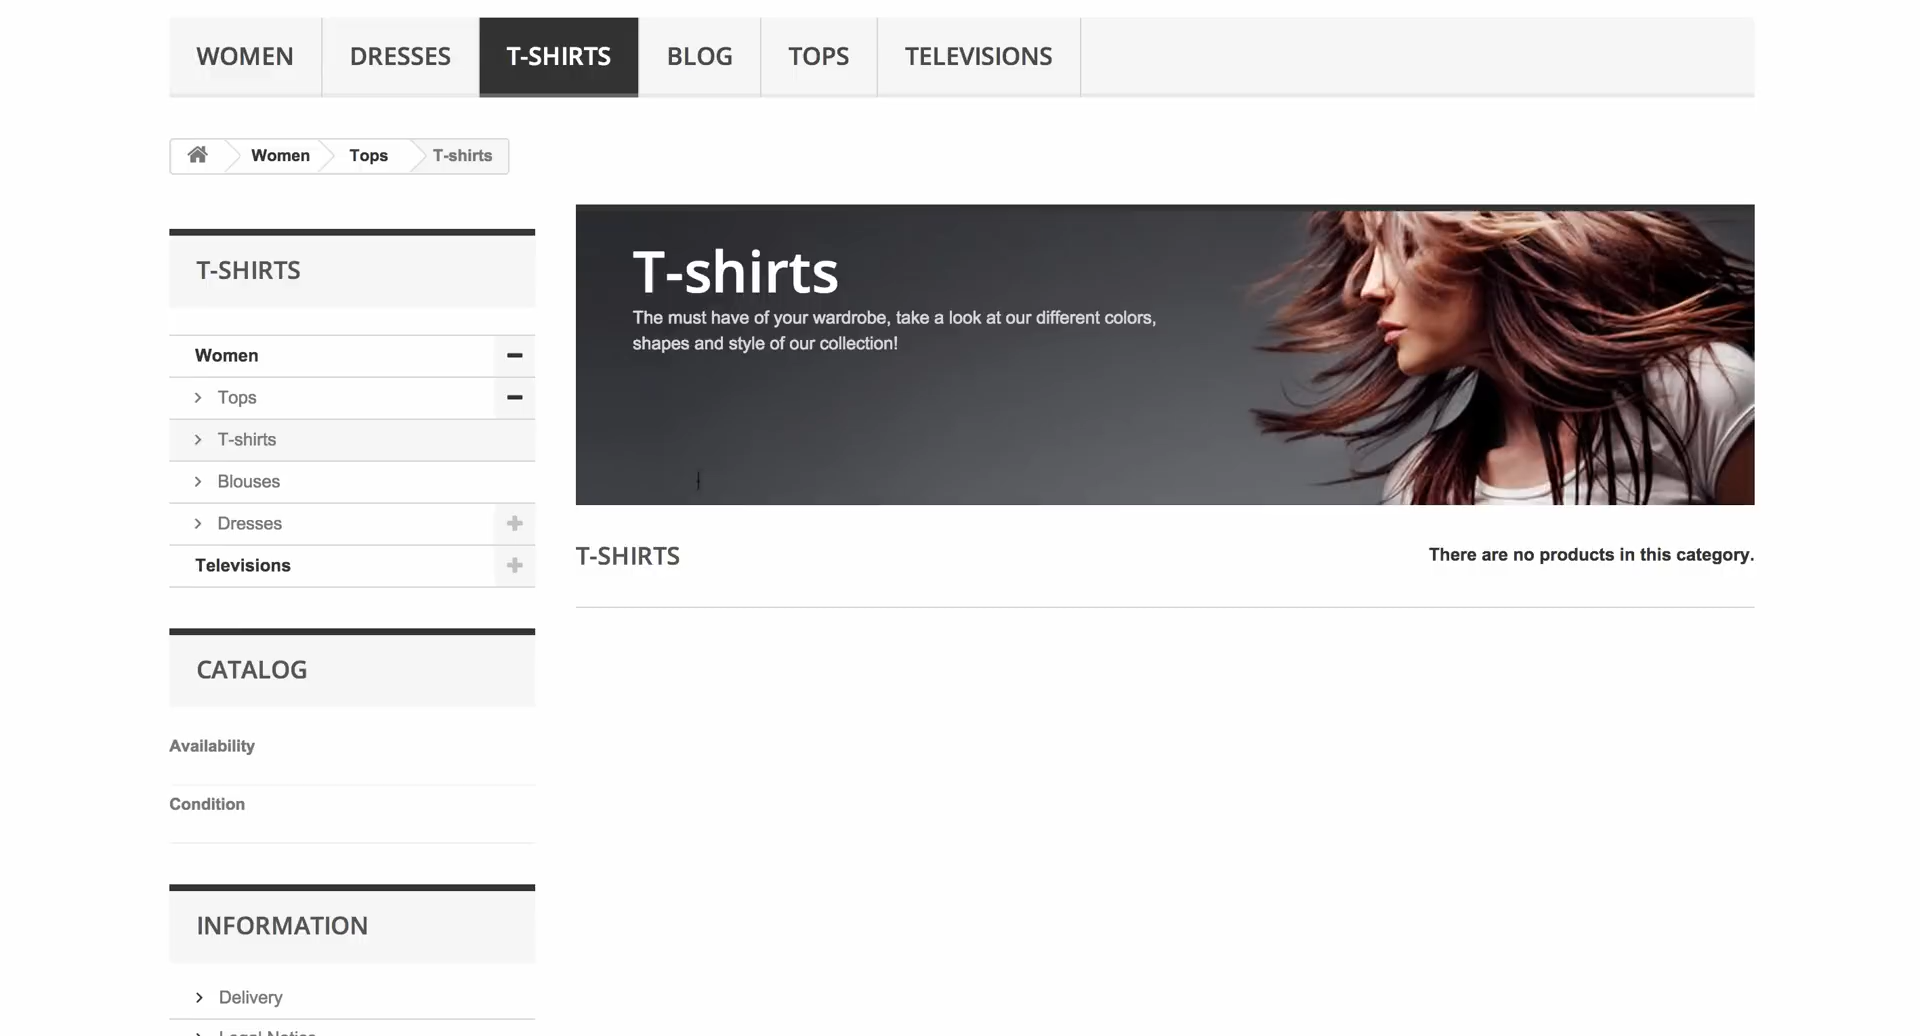 WOMEN
DRESSES
T-SHIRTS
BLOG
TOPS
TELEVISIONS
Women
Tops
T-shirts
T-SHIRTS
Women
Tops
T-shirts
Blouses
Dresses
Televisions
CATALOG
Availability
Condition
INFORMATION
Delivery
Legal Notice
T-shirts
The must have of your wardrobe, take a look at our different colors,
shapes and style of our collection!
T-SHIRTS
There are no products in this category.